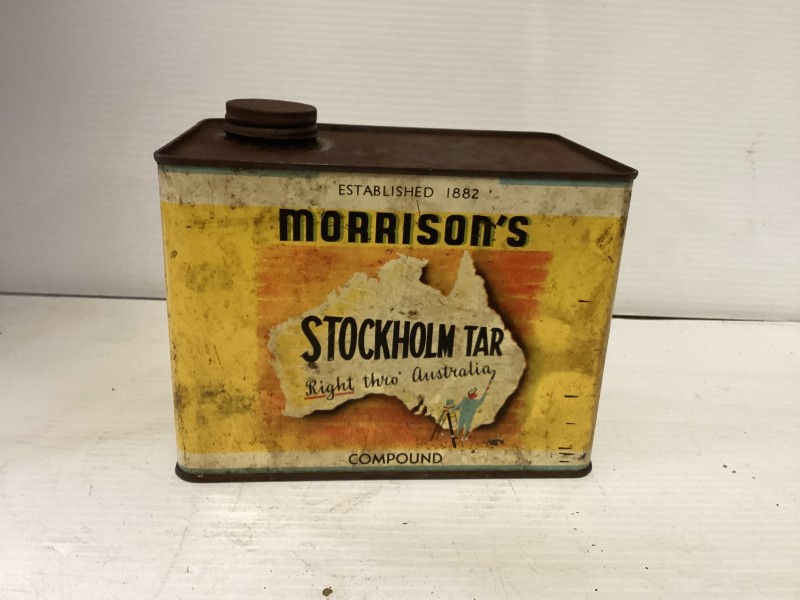 ESTABLISHED 1882
MORRISON'S
STOCKHOLM TAR
Right thro' Australia
COMPOUND